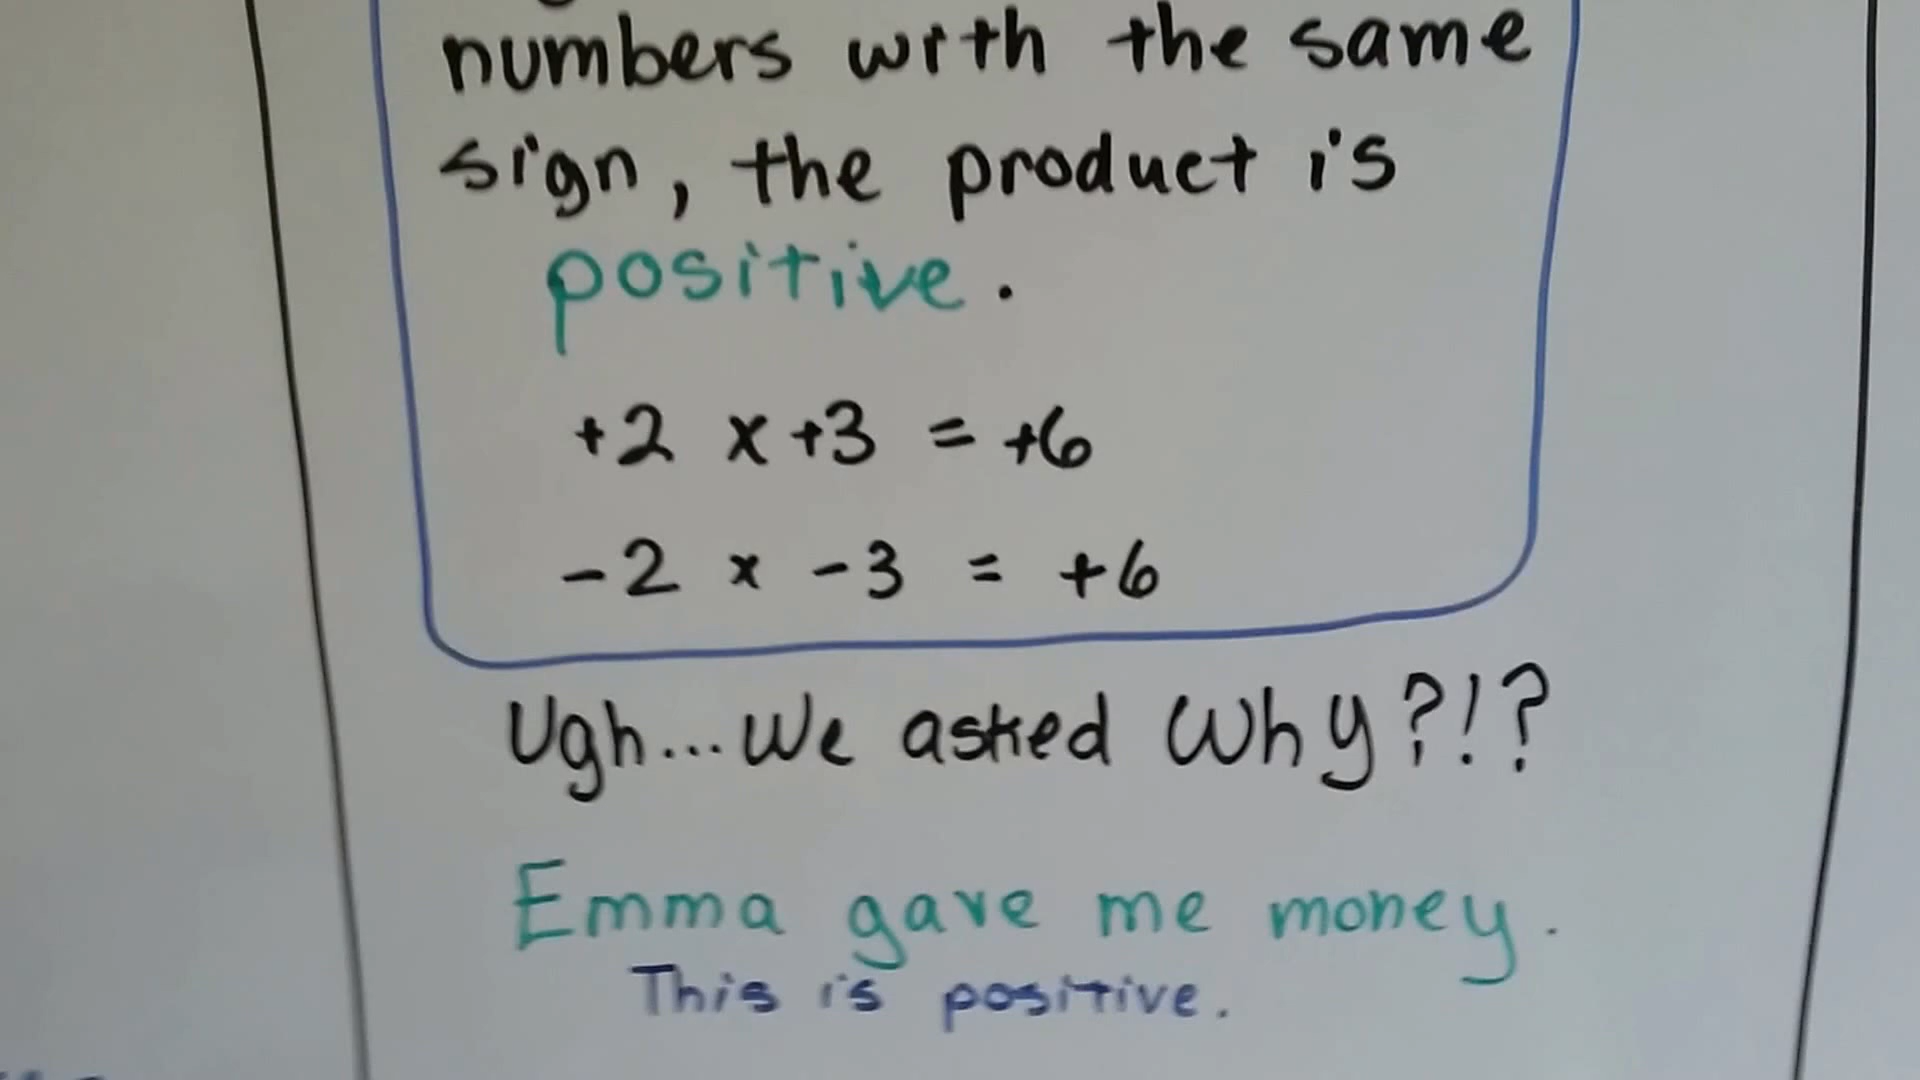 numbers with the same
sign, the product is
positive.
+2 x +3 = +6
-2 x -3 = +6
Ugh...We asked Why?!?
Emma gave me money.
This is positive.